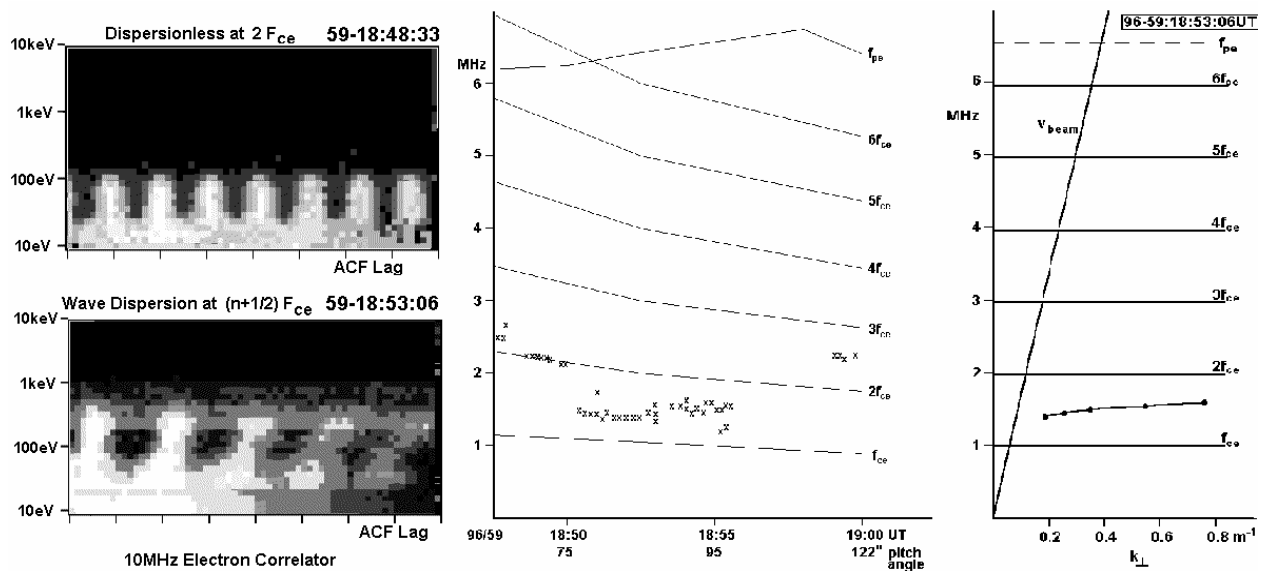 Dispersionless at 2 Fce 59-18:48:33
10keV
1keV
100eV
10eV
ACF Lag
Wave Dispersion at (n+1/2) Fce 59-18:53:06
10keV
1keV
100eV
10eV
ACF Lag
10MHz Electron Correlator
MHz
6
5
4
3
2
1
fpe
6fce
5fce
4fce
3fce
2fce
fce
96/59 18:50 18:55 19:00 UT
75 95 122° pitch
angle
96-59:18:53:06UT
fpe
6fce
5fce
4fce
3fce
2fce
fce
vbeam
6
MHz
5
4
3
2
1
0.2 0.4 0.6 0.8 m-1
k⊥